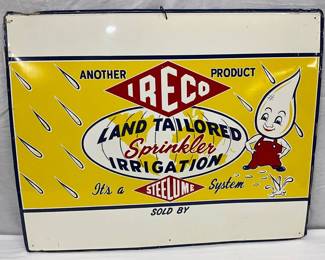 ANOTHER IRECO PRODUCT
LAND TAILORED
Sprinkler
IRRIGATION
It's a STEELUME System
SOLD BY